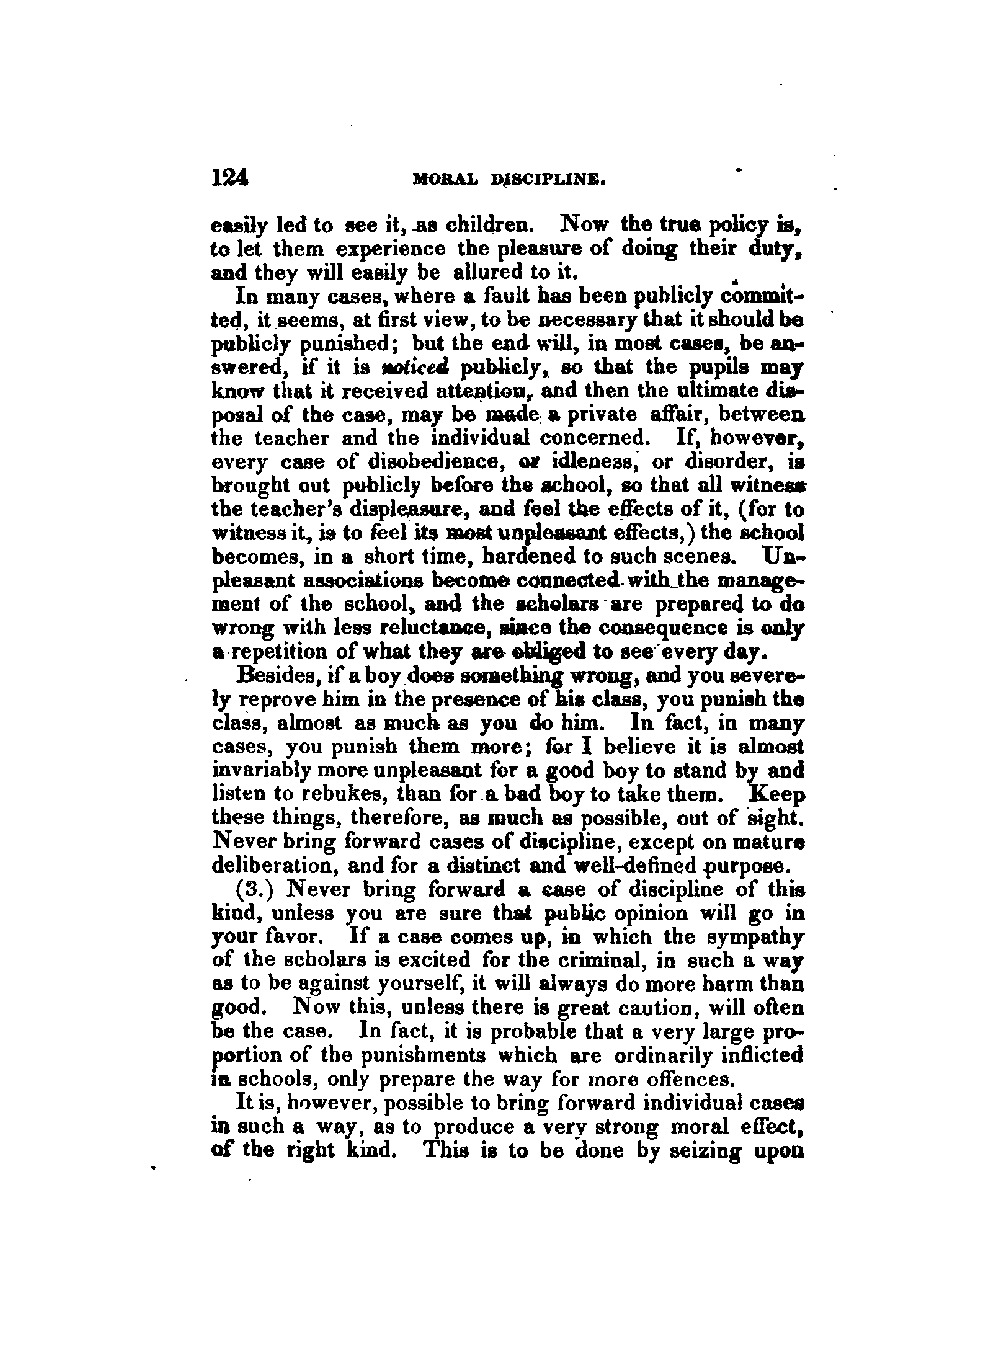 124 MORAL DISCIPLINE.
easily led to see it, as children. Now the true policy is,
to let them experience the pleasure of doing their duty,
and they will easily be allured to it.
In many cases, where a fault has been publicly commit-
ted, it seems, at first view, to be necessary that it should be
publicly punished; but the end will, in most cases, be an-
swered, if it is noticed publicly, so that the pupils may
know that it received attention, and then the ultimate dis-
posal of the case, may be made a private affair, between
the teacher and the individual concerned. If, however,
every case of disobedience, or idleness, or disorder, is
brought out publicly before the school, so that all witness
the teacher's displeasure, and feel the effects of it, (for to
witness it, is to feel its most unpleasant effects,) the school
becomes, in a short time, hardened to such scenes. Un-
pleasant associations become connected with the manage-
ment of the school, and the scholars are prepared to do
wrong with less reluctance, since the consequence is only
a repetition of what they are obliged to see every day.
Besides, if a boy does something wrong, and you severe-
ly reprove him in the presence of his class, you punish the
class, almost as much as you do him. In fact, in many
cases, you punish them more; for I believe it is almost
invariably more unpleasant for a good boy to stand by and
listen to rebukes, than for a bad boy to take them. Keep
these things, therefore, as much as possible, out of sight.
Never bring forward cases of discipline, except on mature
deliberation, and for a distinct and well-defined purpose.
(3.) Never bring forward a case of discipline of this
kind, unless you are sure that public opinion will go in
your favor. If a case comes up, in which the sympathy
of the scholars is excited for the criminal, in such a way
as to be against yourself, it will always do more harm than
good. Now this, unless there is great caution, will often
be the case. In fact, it is probable that a very large pro-
portion of the punishments which are ordinarily inflicted
in schools, only prepare the way for more offences.
It is, however, possible to bring forward individual cases
in such a way, as to produce a very strong moral effect,
of the right kind. This is to be done by seizing upon